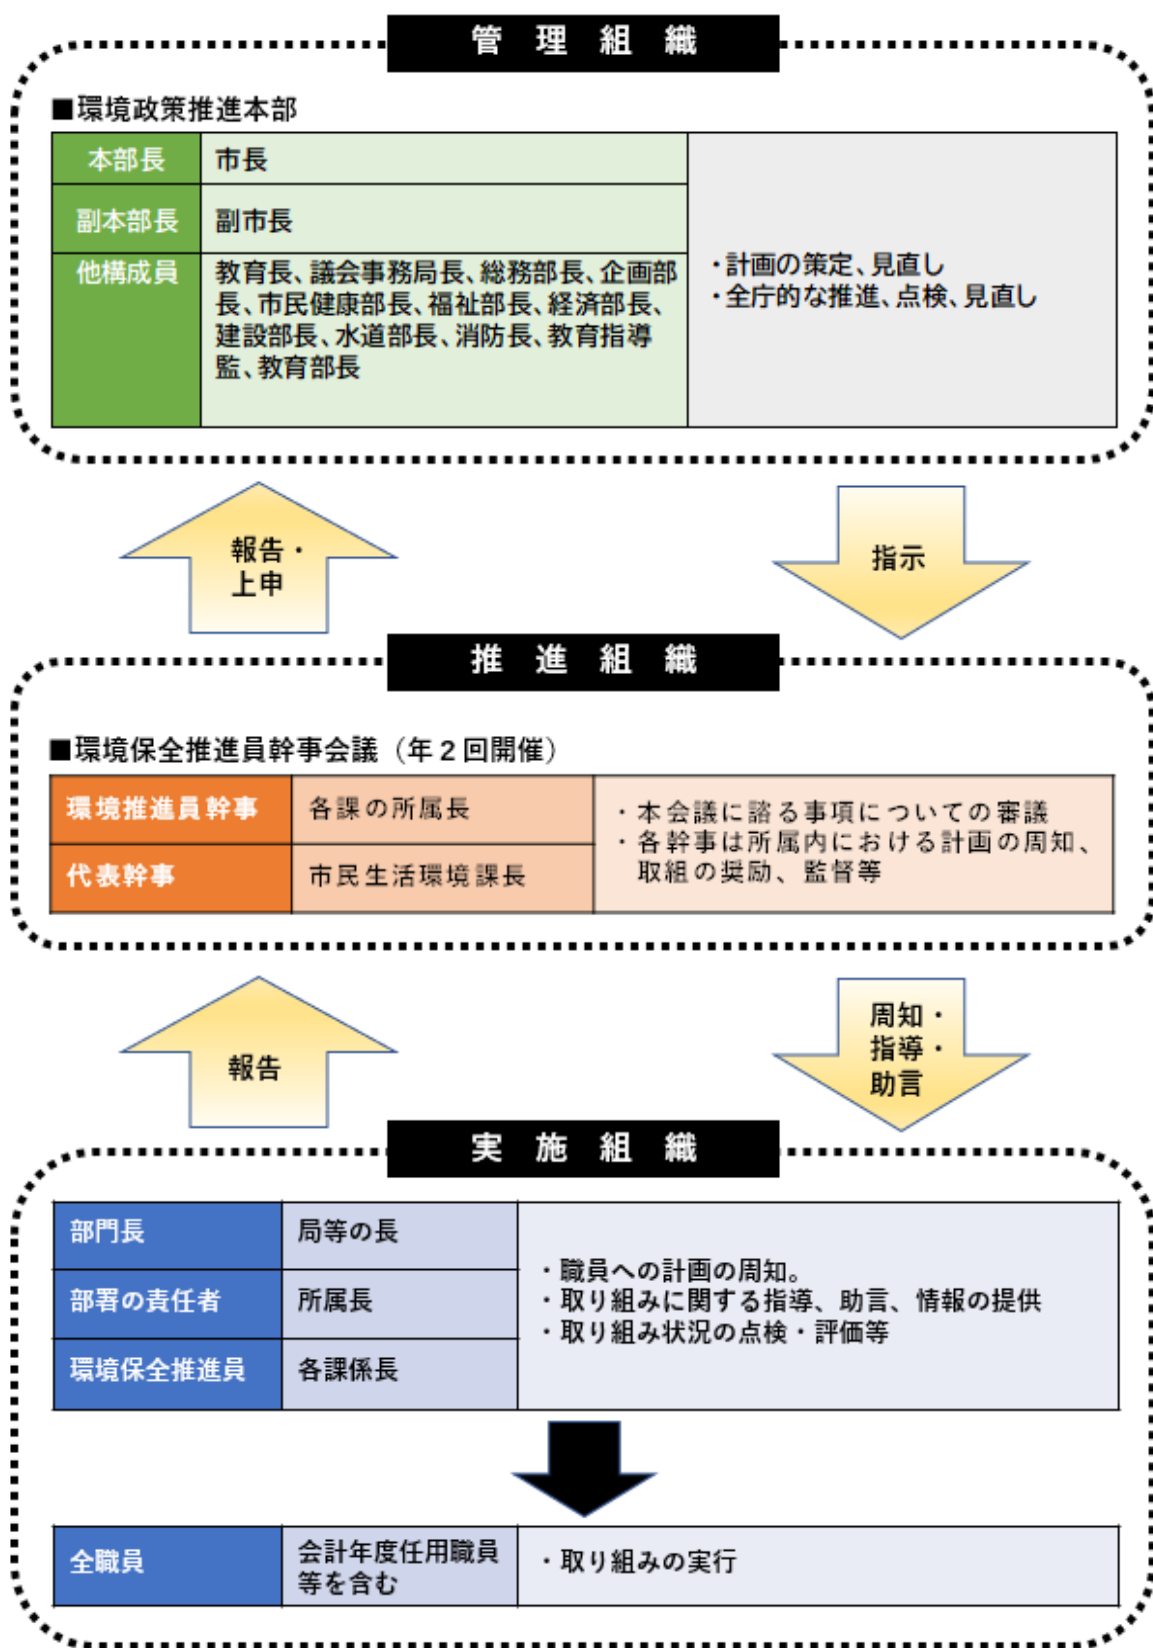 管理組織
■環境政策推進本部
本部長
市長
副本部長
副市長
他構成員
教育長、議会事務局長、総務部長、企画部
長、市民健康部長、福祉部長、経済部長、
建設部長、水道部長、消防長、教育指導
監、教育部長
・計画の策定、見直し
・全庁的な推進、点検、見直し
報告・
上申
指示
推進組織
■環境保全推進員幹事会議（年2回開催）
環境推進員幹事
各課の所属長
代表幹事
市民生活環境課長
・本会議に諮る事項についての審議
・各幹事は所属内における計画の周知、
取組の奨励、監督等
報告
周知・
指導・
助言
実施組織
部門長
局等の長
部署の責任者
所属長
環境保全推進員
各課係長
・職員への計画の周知。
・取り組みに関する指導、助言、情報の提供
・取り組み状況の点検・評価等
全職員
会計年度任用職員
等を含む
・取り組みの実行